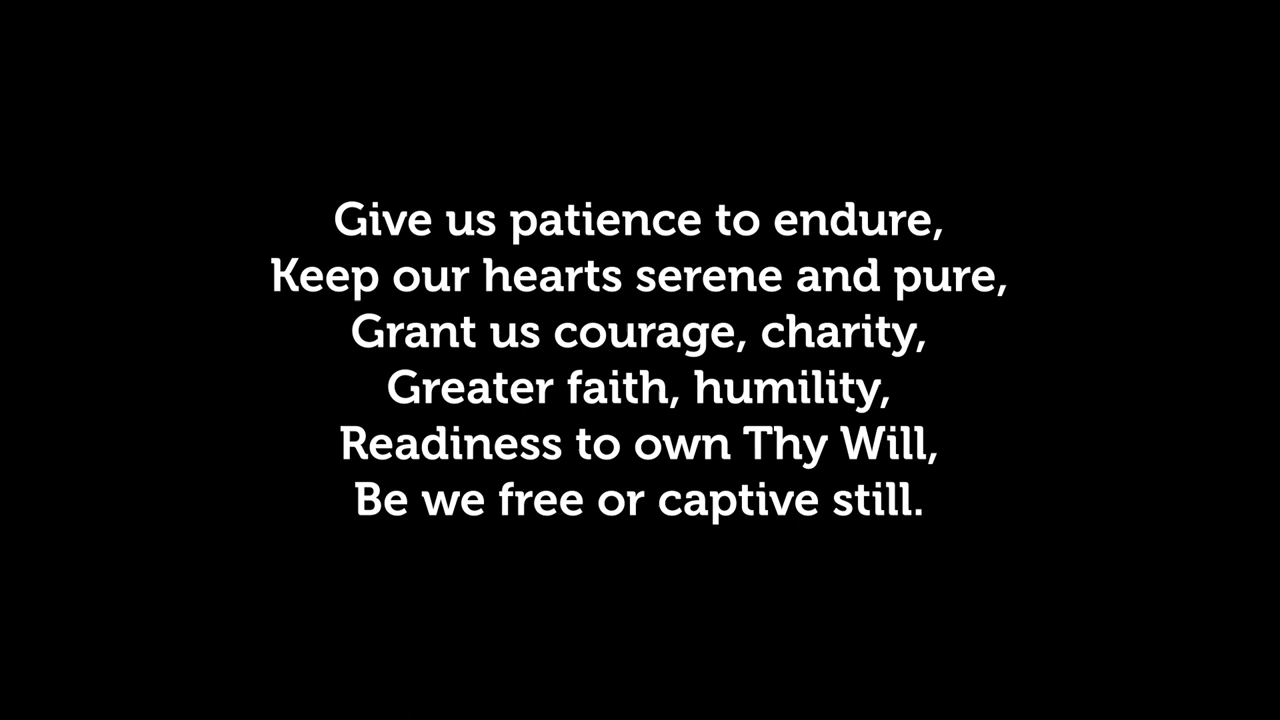 Give us patience to endure,
Keep our hearts serene and pure,
Grant us courage, charity,
Greater faith, humility,
Readiness to own Thy Will,
Be we free or captive still.